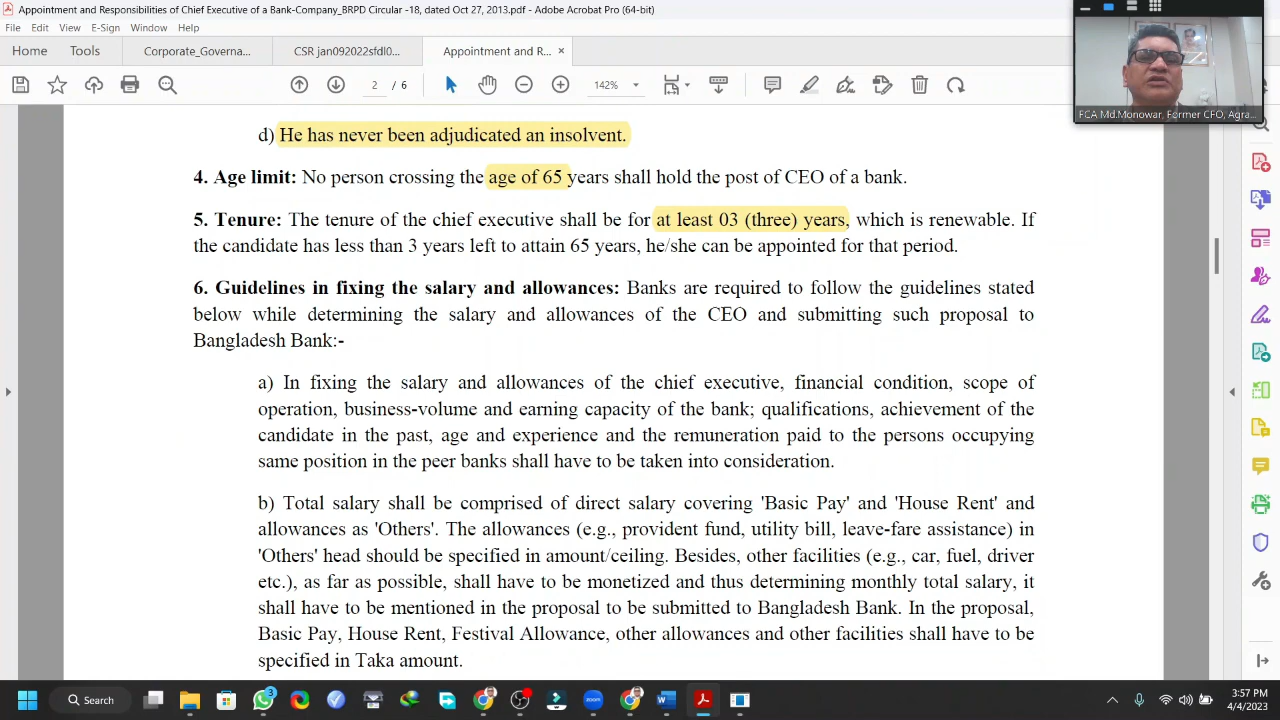 Appointment and Responsibilities of Chief Executive of a Bank-Company_BRPD Circular -18, dated Oct 27, 2013.pdf - Adobe Acrobat Pro (64-bit)
File Edit View E-Sign Window Help
Home Tools Corporate_Governa... CSR jan092022sfdl0... Appointment and R... ×
2 / 6 142%
FCA Md.Monowar, Former CFO, Agra...
d) He has never been adjudicated an insolvent.
4. Age limit: No person crossing the age of 65 years shall hold the post of CEO of a bank.
5. Tenure: The tenure of the chief executive shall be for at least 03 (three) years, which is renewable. If
the candidate has less than 3 years left to attain 65 years, he/she can be appointed for that period.
6. Guidelines in fixing the salary and allowances: Banks are required to follow the guidelines stated
below while determining the salary and allowances of the CEO and submitting such proposal to
Bangladesh Bank:-
a) In fixing the salary and allowances of the chief executive, financial condition, scope of
operation, business-volume and earning capacity of the bank; qualifications, achievement of the
candidate in the past, age and experience and the remuneration paid to the persons occupying
same position in the peer banks shall have to be taken into consideration.
b) Total salary shall be comprised of direct salary covering 'Basic Pay' and 'House Rent' and
allowances as 'Others'. The allowances (e.g., provident fund, utility bill, leave-fare assistance) in
'Others' head should be specified in amount/ceiling. Besides, other facilities (e.g., car, fuel, driver
etc.), as far as possible, shall have to be monetized and thus determining monthly total salary, it
shall have to be mentioned in the proposal to be submitted to Bangladesh Bank. In the proposal,
Basic Pay, House Rent, Festival Allowance, other allowances and other facilities shall have to be
specified in Taka amount.
Search 3 zoom 3:57 PM
4/4/2023